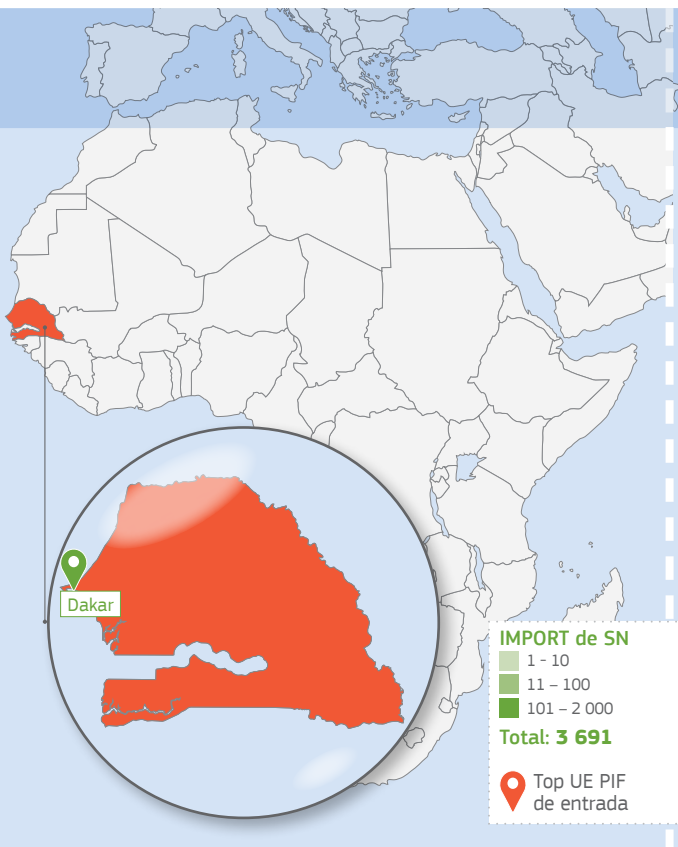 Dakar
IMPORT de SN
1 - 10
11 – 100
101 – 2 000
Total: 3 691
Top UE PIF
de entrada